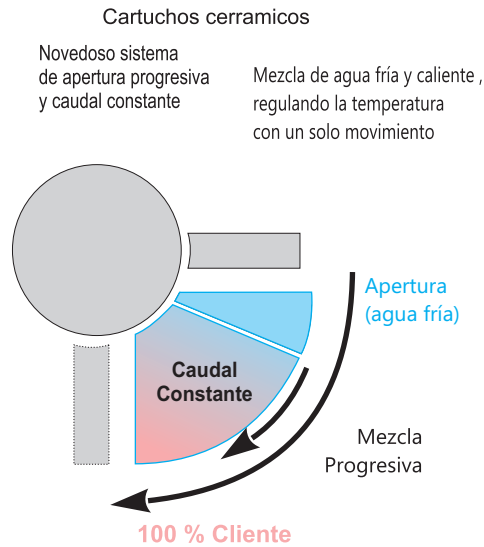 Cartuchos cerramicos
Novedoso sistema
de apertura progresiva
y caudal constante
Mezcla de agua fría y caliente ,
regulando la temperatura
con un solo movimiento
Apertura
(agua fría)
Caudal
Constante
Mezcla
Progresiva
100 % Cliente